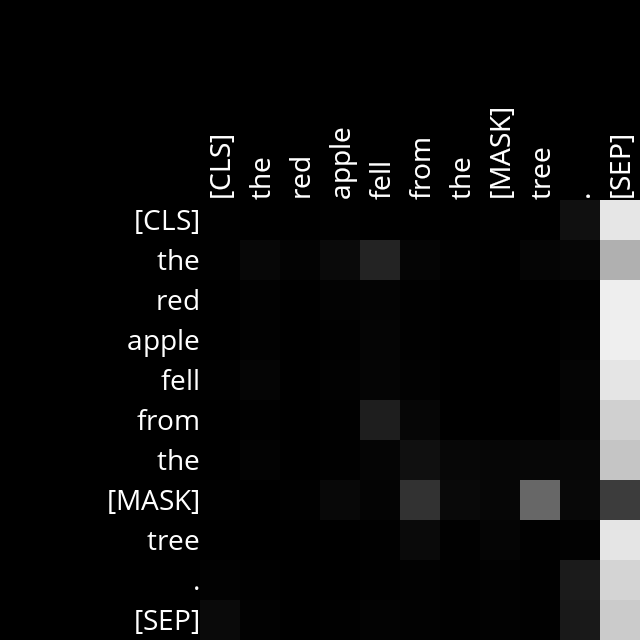 [CLS] the red apple fell from the [MASK] tree . [SEP]
[CLS]
the
red
apple
fell
from
the
[MASK]
tree
.
[SEP]